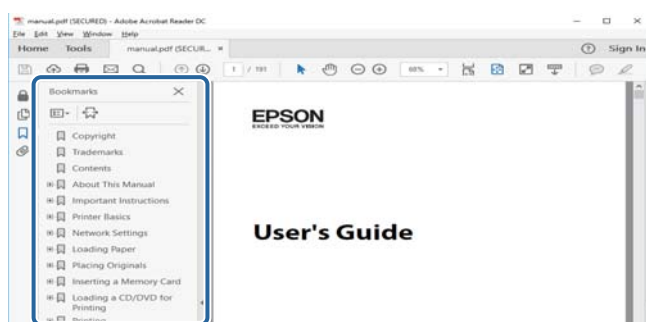 manual.pdf (SECURED) - Adobe Acrobat Reader DC
File Edit View Window Help
Home Tools manual.pdf (SECUR... × Sign In
1 / 191 66%
Bookmarks
EPSON
EXCEED YOUR VISION
Copyright
Trademarks
Contents
About This Manual
Important Instructions
Printer Basics
Network Settings
User's Guide
Loading Paper
Placing Originals
Inserting a Memory Card
Loading a CD/DVD for
Printing
Printing